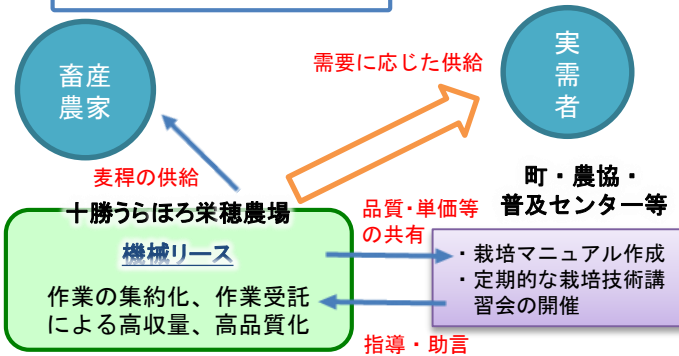 畜産
農家
需要に応じた供給
実
需
者
麦稈の供給
十勝うらほろ栄穂農場
機械リース
作業の集約化、作業受託
による高収量、高品質化
品質・単価等
の共有
町・農協・
普及センター等
・栽培マニュアル作成
・定期的な栽培技術講
習会の開催
指導・助言